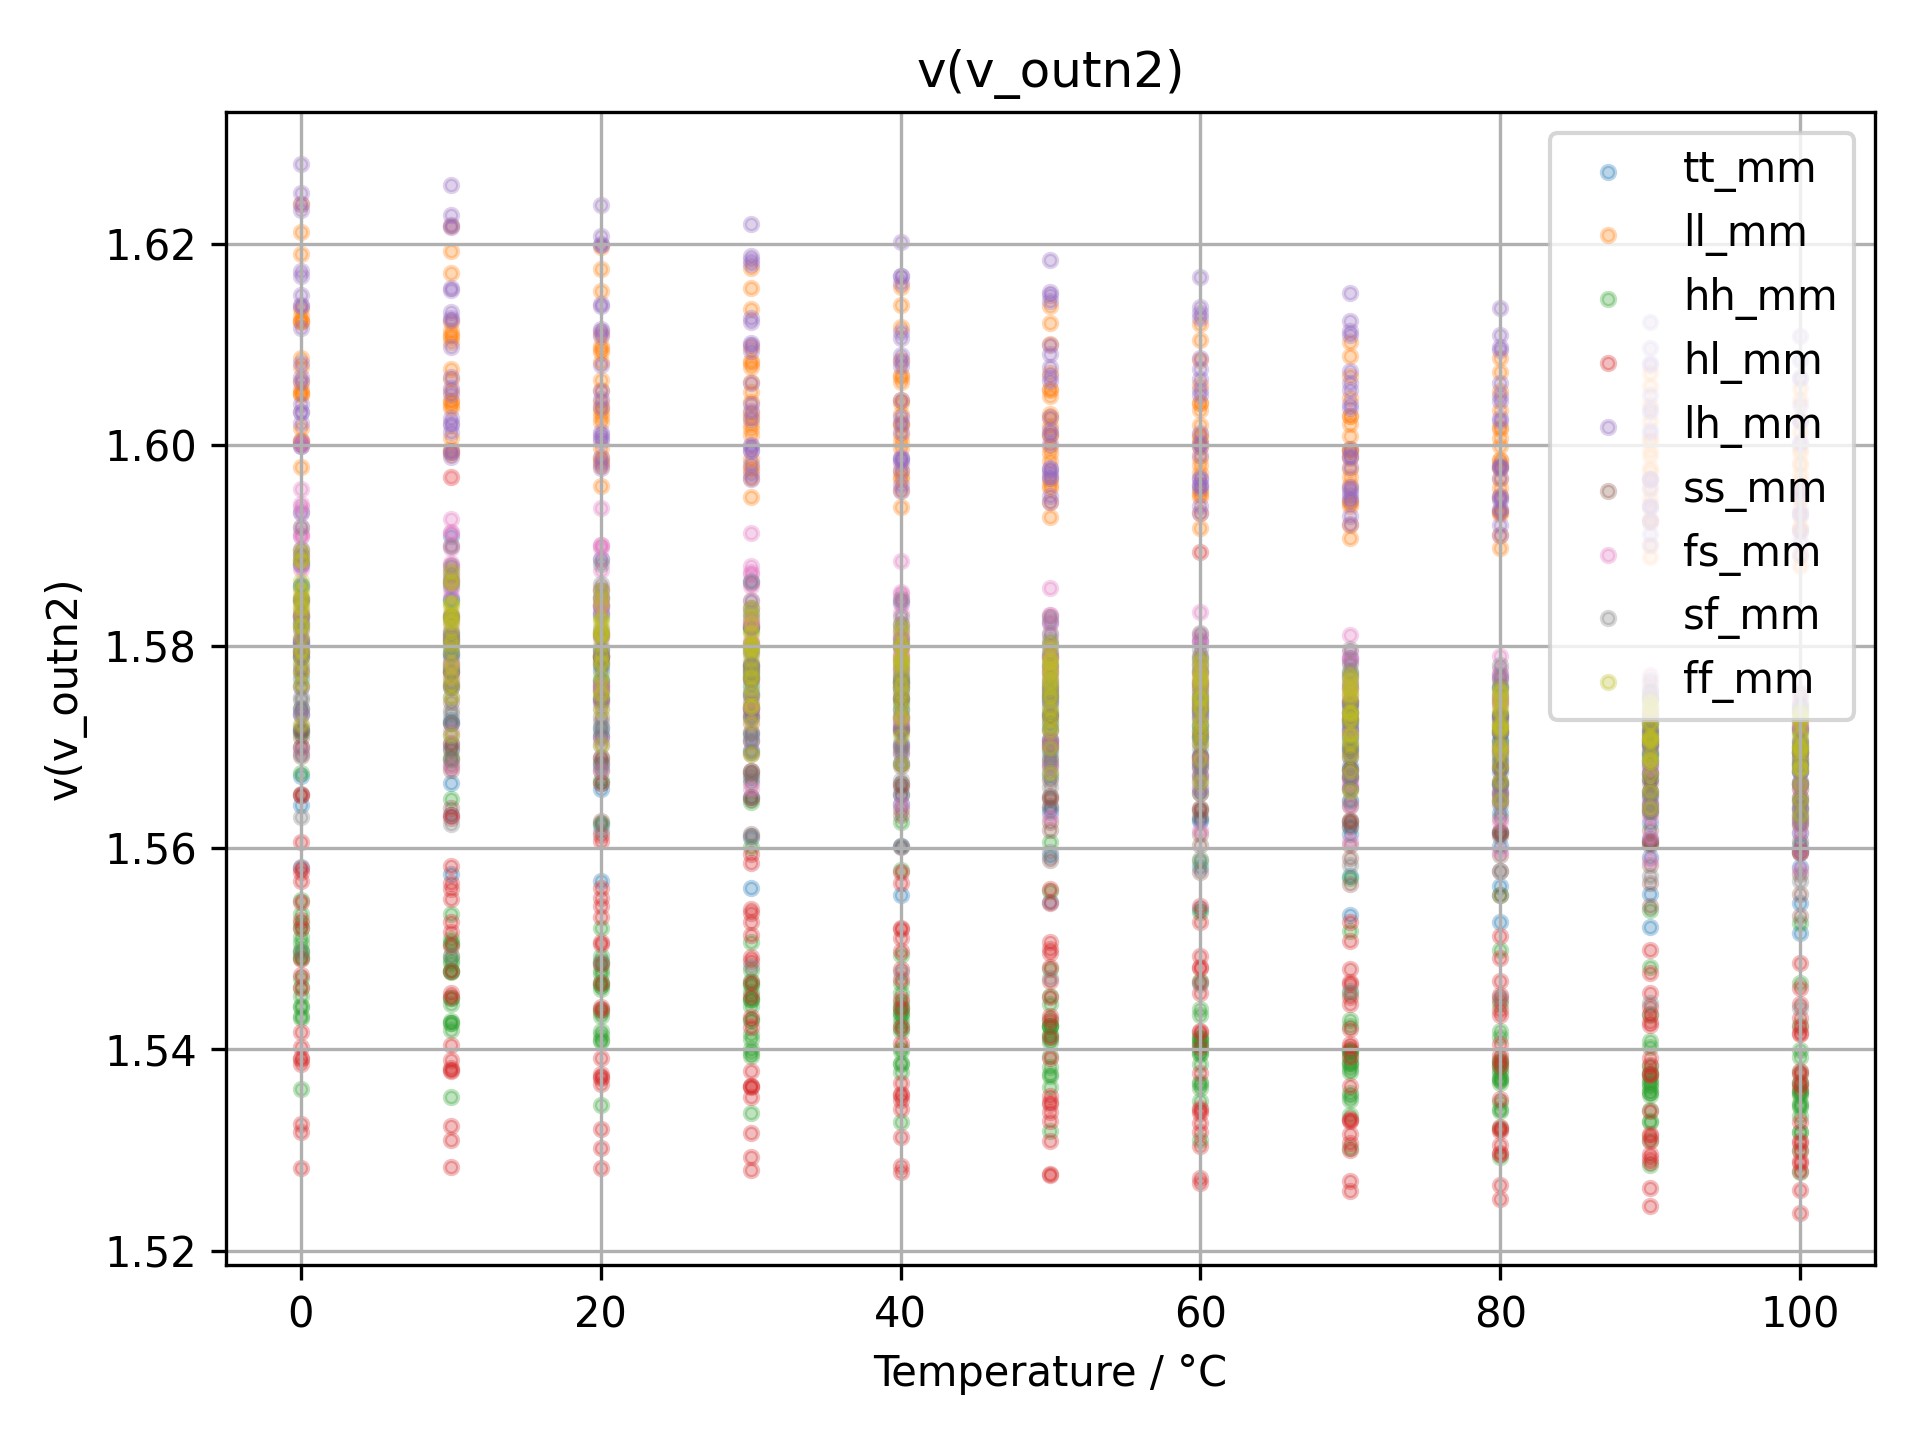 v(v_outn2)
v(v_outn2)
1.62
1.60
1.58
1.56
1.54
1.52
tt_mm
ll_mm
hh_mm
hl_mm
lh_mm
ss_mm
fs_mm
sf_mm
ff_mm
0 20 40 60 80 100
Temperature / °C